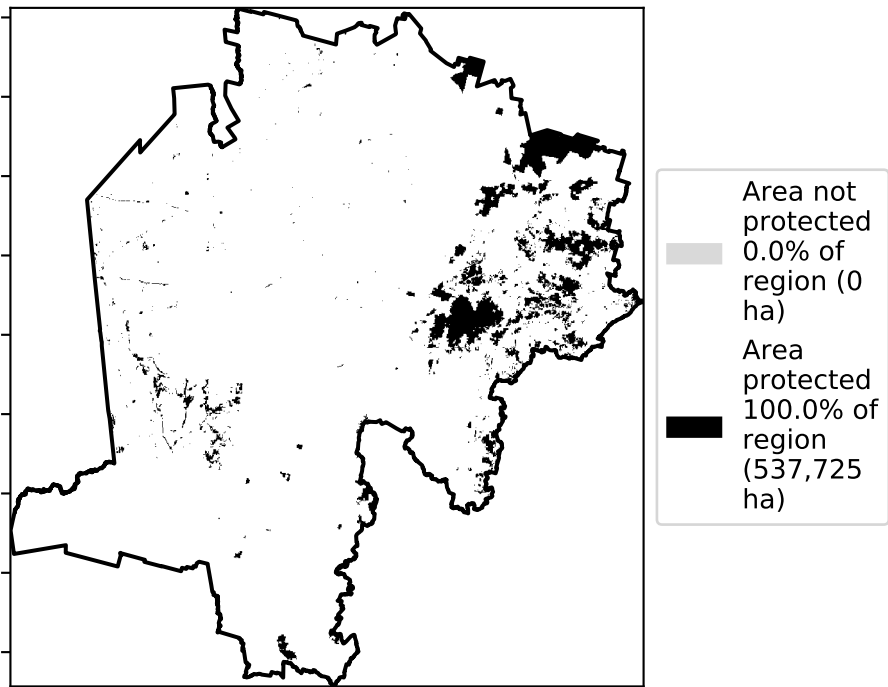 Area not
protected
0.0% of
region (0
ha)
Area
protected
100.0% of
region
(537,725
ha)